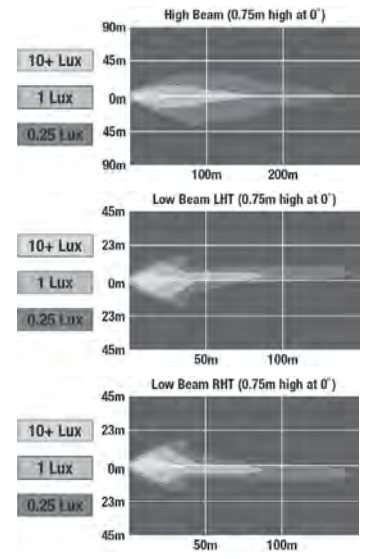 High Beam (0.75m high at 0°)
90m
10+ Lux
45m
1 Lux
0m
0.25 Lux
45m
90m
100m 200m
Low Beam LHT (0.75m high at 0°)
45m
10+ Lux
23m
1 Lux
0m
0.25 Lux
23m
45m
50m 100m
Low Beam RHT (0.75m high at 0°)
45m
10+ Lux
23m
1 Lux
0m
0.25 Lux
23m
45m
50m 100m